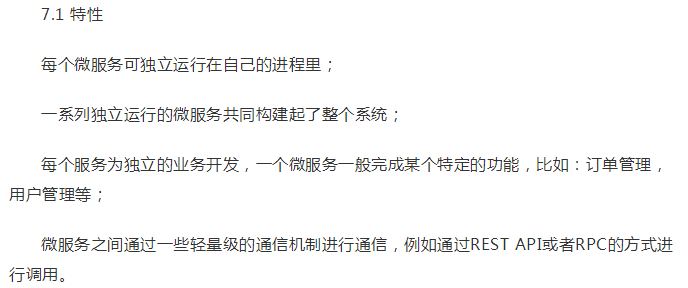 7.1 特性
每个微服务可独立运行在自己的进程里；
一系列独立运行的微服务共同构建起了整个系统；
每个服务为独立的业务开发，一个微服务一般完成某个特定的功能，比如：订单管理，
用户管理等；
微服务之间通过一些轻量级的通信机制进行通信，例如通过REST API或者RPC的方式进
行调用。